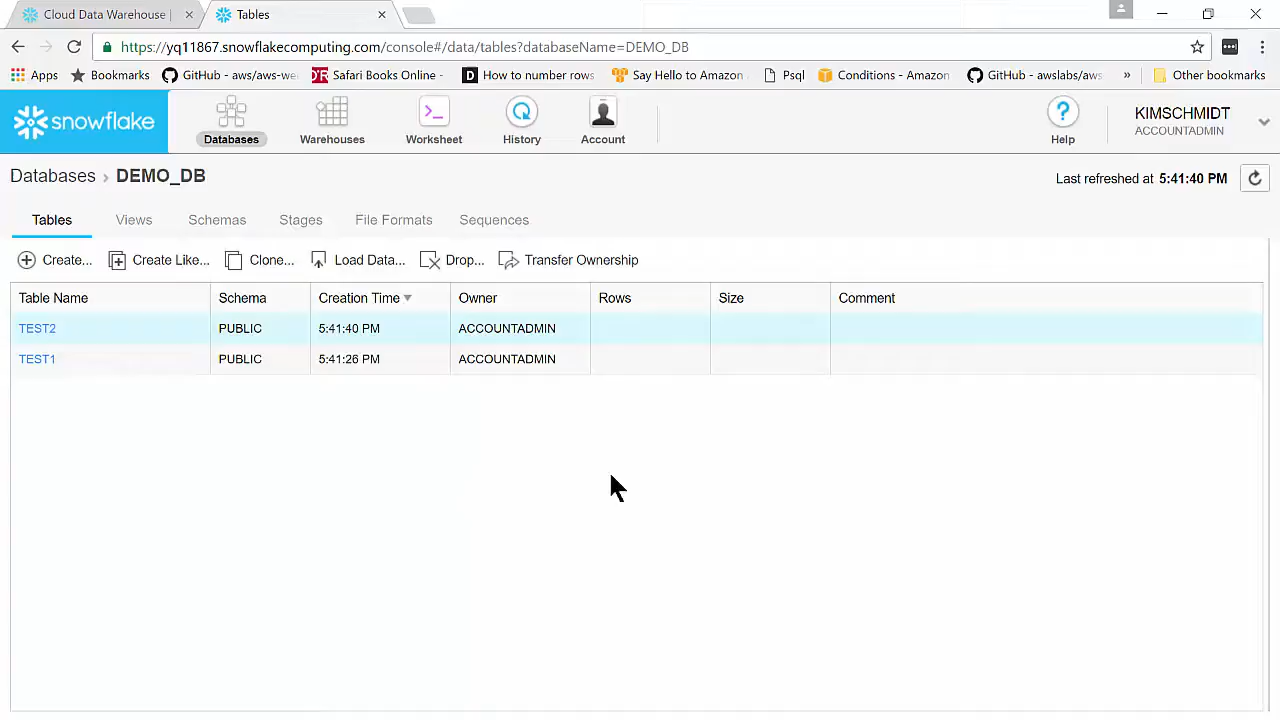 Cloud Data Warehouse | Tables
https://yq11867.snowflakecomputing.com/console#/data/tables?databaseName=DEMO_DB
Apps Bookmarks GitHub - aws/aws-we Safari Books Online - How to number rows Say Hello to Amazon Psql Conditions - Amazon GitHub - awslabs/aws » Other bookmarks
snowflake Databases Warehouses Worksheet History Account Help KIMSCHMIDT
ACCOUNTADMIN
Databases › DEMO_DB Last refreshed at 5:41:40 PM
Tables Views Schemas Stages File Formats Sequences
Create... Create Like... Clone... Load Data... Drop... Transfer Ownership
Table Name Schema Creation Time Owner Rows Size Comment
TEST2 PUBLIC 5:41:40 PM ACCOUNTADMIN
TEST1 PUBLIC 5:41:26 PM ACCOUNTADMIN